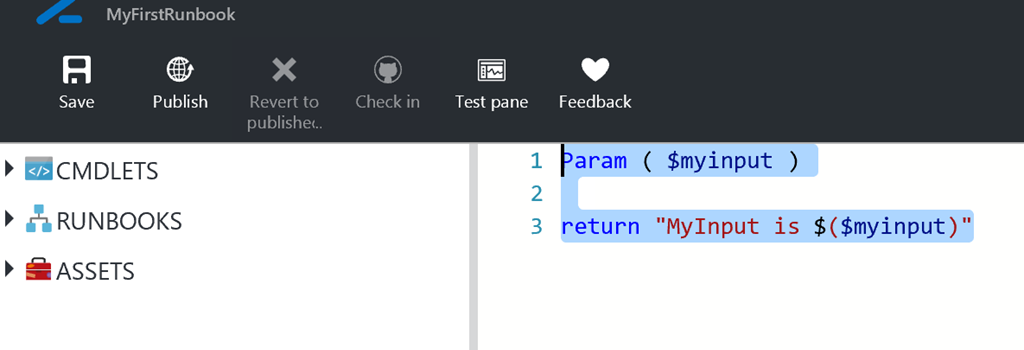 MyFirstRunbook
Save
Publish
Revert to
publishe..
Check in
Test pane
Feedback
CMDLETS
RUNBOOKS
ASSETS
1 Param ( $myinput )
2
3 return "MyInput is $($myinput)"